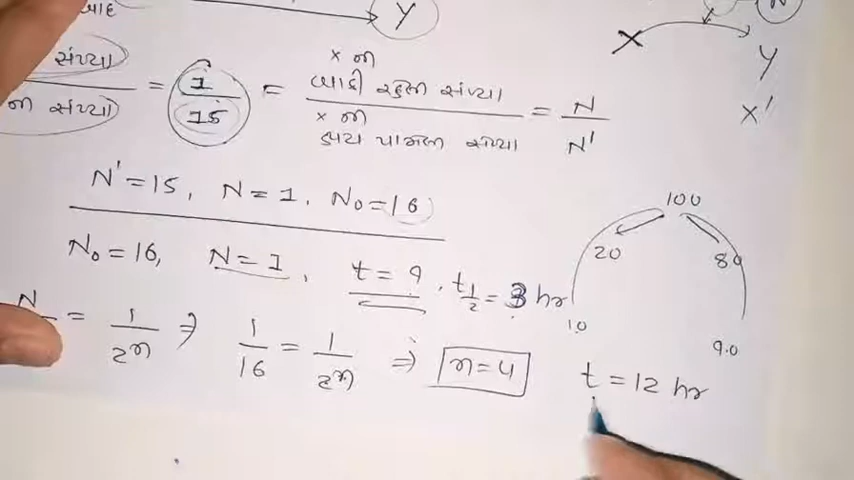 Y
X
N
Y
X'
સંખ્યા
ની સંખ્યા
= 1/15 =
X ની
બાકી રહેલ સંખ્યા
X ની
ક્ષય પામેલ સંખ્યા
= N/N'
N' = 15, N = 1, N₀ = 16
N₀ = 16, N = 1, t = ?, t½ = 3 hr
N = 1/2ⁿ ⇒ 1/16 = 1/2ⁿ ⇒ n = 4
100
20 80
10 90
t = 12 hr